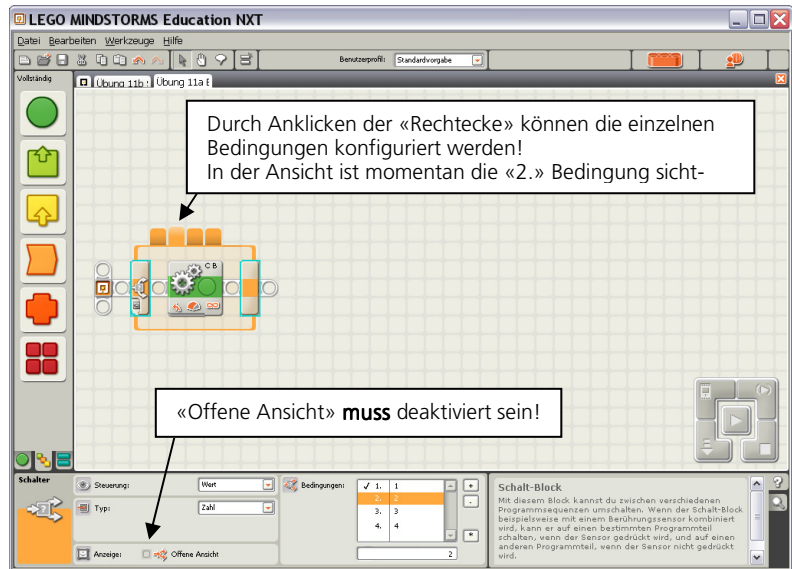 LEGO MINDSTORMS Education NXT
Datei Bearbeiten Werkzeuge Hilfe
Benutzerprofil: Standardvorgabe
Vollständig
Übung 11b Übung 11a E
Durch Anklicken der «Rechtecke» können die einzelnen
Bedingungen konfiguriert werden!
In der Ansicht ist momentan die «2.» Bedingung sicht-
C B
«Offene Ansicht» muss deaktiviert sein!
Schalter
Steuerung: Wert
Typ: Zahl
Anzeige: Offene Ansicht
Bedingungen:
1. 1
2. 2
3. 3
4. 4
+
-
*
2
Schalt-Block
Mit diesem Block kannst du zwischen verschiedenen
Programmsequenzen umschalten. Wenn der Schalt-Block
beispielsweise mit einem Berührungssensor kombiniert
wird, kann er auf einen bestimmten Programmteil
schalten, wenn der Sensor gedrückt wird, und auf einen
anderen Programmteil, wenn der Sensor nicht gedrückt
wird.
?